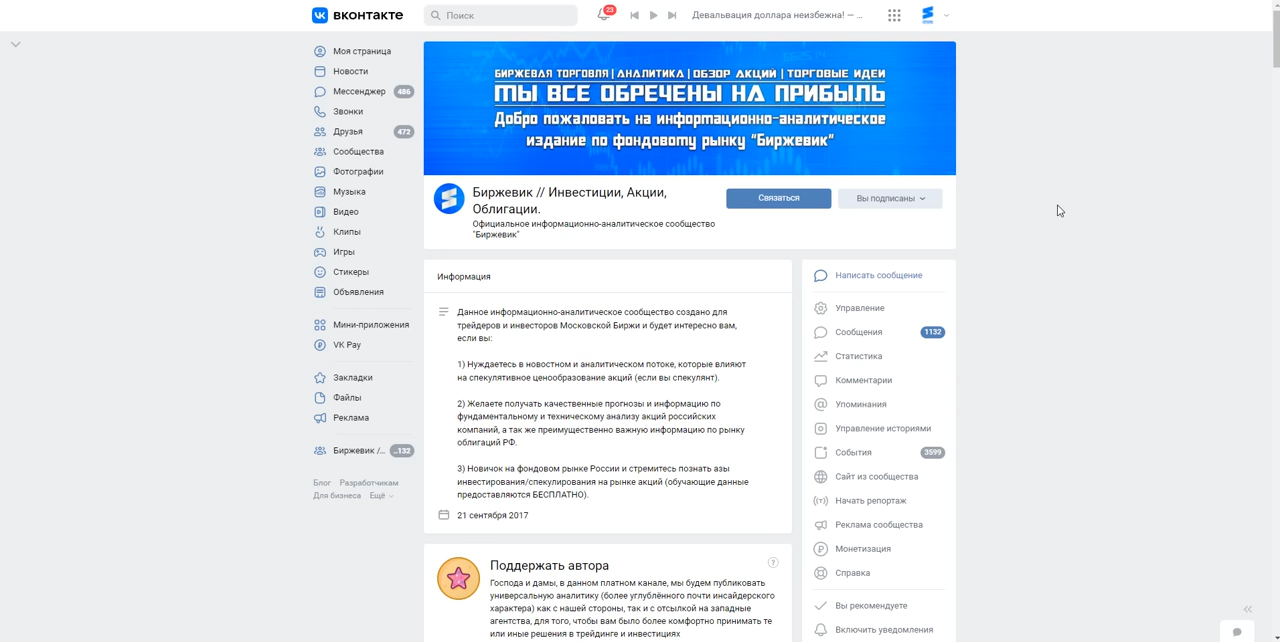 вконтакте
Поиск
23
Девальвация доллара неизбежна! — ...
Моя страница
Новости
Мессенджер 486
Звонки
Друзья 472
Сообщества
Фотографии
Музыка
Видео
Клипы
Игры
Стикеры
Объявления
Мини-приложения
VK Pay
Закладки
Файлы
Реклама
Биржевик /... ..132
Блог Разработчикам
Для бизнеса Ещё
БИРЖЕВАЯ ТОРГОВЛЯ | АНАЛИТИКА | ОБЗОР АКЦИЙ | ТОРГОВЫЕ ИДЕИ
МЫ ВСЕ ОБРЕЧЕНЫ НА ПРИБЫЛЬ
Добро пожаловать на информационно-аналитическое
издание по фондовому рынку "Биржевик"
Биржевик // Инвестиции, Акции,
Облигации.
Официальное информационно-аналитическое сообщество
"Биржевик"
Связаться
Вы подписаны
Информация
Данное информационно-аналитическое сообщество создано для
трейдеров и инвесторов Московской Биржи и будет интересно вам,
если вы:
1) Нуждаетесь в новостном и аналитическом потоке, которые влияют
на спекулятивное ценообразование акций (если вы спекулянт).
2) Желаете получать качественные прогнозы и информацию по
фундаментальному и техническому анализу акций российских
компаний, а так же преимущественно важную информацию по рынку
облигаций РФ.
3) Новичок на фондовом рынке России и стремитесь познать азы
инвестирования/спекулирования на рынке акций (обучающие данные
предоставляются БЕСПЛАТНО).
21 сентября 2017
Поддержать автора
Господа и дамы, в данном платном канале, мы будем публиковать
универсальную аналитику (более углублённого почти инсайдерского
характера) как с нашей стороны, так и с отсылкой на западные
агентства, для того, чтобы вам было более комфортно принимать те
или иные решения в трейдинге и инвестициях
Написать сообщение
Управление
Сообщения 1132
Статистика
Комментарии
Упоминания
Управление историями
События 3599
Сайт из сообщества
Начать репортаж
Реклама сообщества
Монетизация
Справка
Вы рекомендуете
Включить уведомления